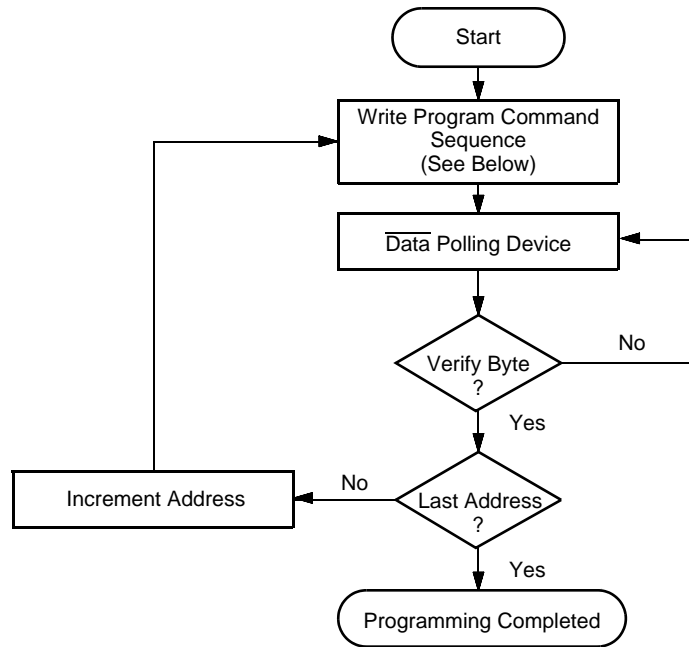 Start
Write Program Command
Sequence
(See Below)
Data Polling Device
Verify Byte
?
No
Yes
Last Address
?
No
Increment Address
Yes
Programming Completed